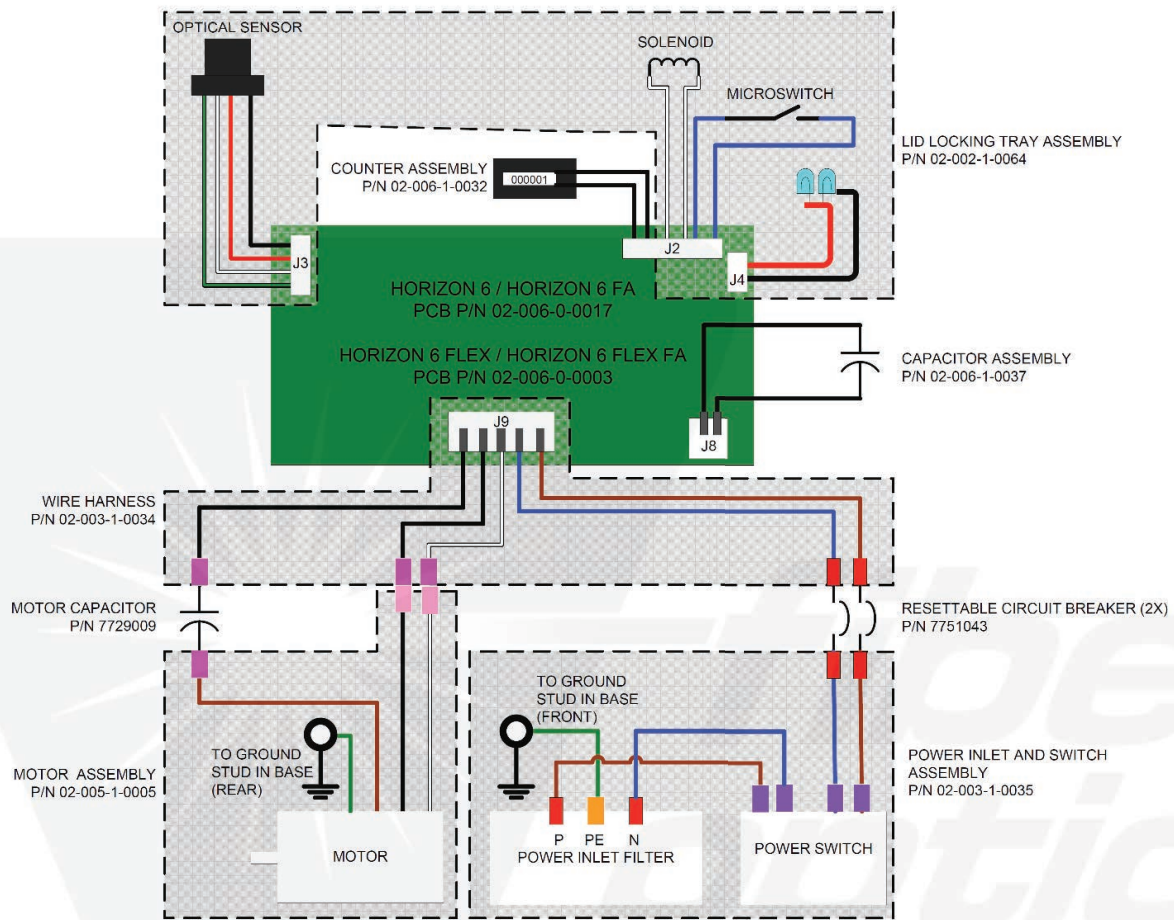 OPTICAL SENSOR
SOLENOID
MICROSWITCH
LID LOCKING TRAY ASSEMBLY
P/N 02-002-1-0064
COUNTER ASSEMBLY
P/N 02-006-1-0032
000001
J2
J3
J4
HORIZON 6 / HORIZON 6 FA
PCB P/N 02-006-0-0017
HORIZON 6 FLEX / HORIZON 6 FLEX FA
PCB P/N 02-006-0-0003
CAPACITOR ASSEMBLY
P/N 02-006-1-0037
J9
J8
WIRE HARNESS
P/N 02-003-1-0034
MOTOR CAPACITOR
P/N 7729009
RESETTABLE CIRCUIT BREAKER (2X)
P/N 7751043
TO GROUND
STUD IN BASE
(FRONT)
TO GROUND
STUD IN BASE
(REAR)
MOTOR ASSEMBLY
P/N 02-005-1-0005
POWER INLET AND SWITCH
ASSEMBLY
P/N 02-003-1-0035
P PE N
POWER INLET FILTER
POWER SWITCH
MOTOR